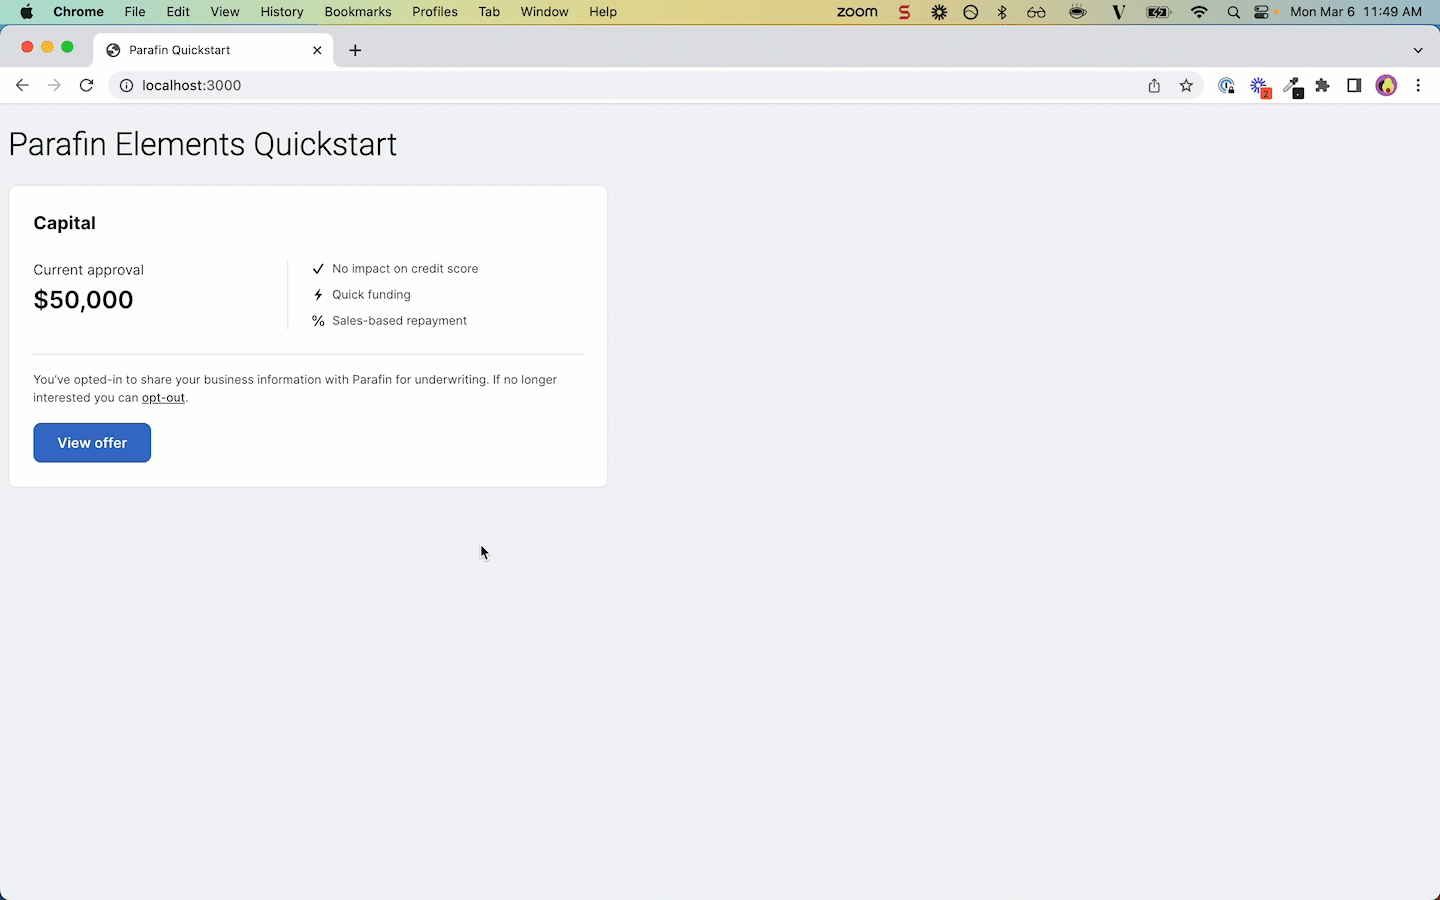 Chrome File Edit View History Bookmarks Profiles Tab Window Help zoom S V Mon Mar 6 11:49 AM
Parafin Quickstart
localhost:3000
2
Parafin Elements Quickstart
Capital
Current approval
$50,000
No impact on credit score
Quick funding
% Sales-based repayment
You've opted-in to share your business information with Parafin for underwriting. If no longer
interested you can opt-out.
View offer